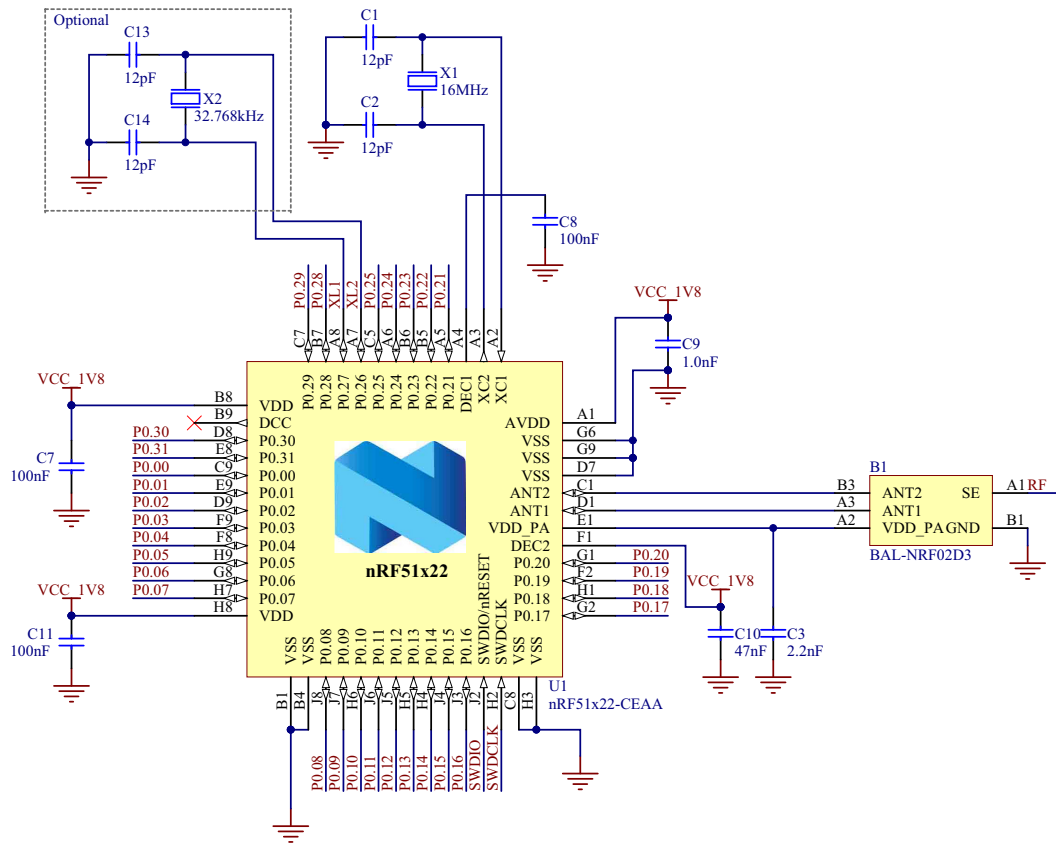 Optional
C13
12pF
X2
32.768kHz
C14
12pF
C1
12pF
X1
16MHz
C2
12pF
C8
100nF
P0.29
P0.28
XL1
XL2
P0.25
P0.24
P0.23
P0.22
P0.21
C7
B7
A8
A7
C5
A6
B6
B5
A5
A4
A3
A2
P0.29
P0.28
P0.27
P0.26
P0.25
P0.24
P0.23
P0.22
P0.21
DEC1
XC2
XC1
VCC_1V8
C9
1.0nF
VCC_1V8
C7
100nF
B8 VDD
B9 DCC
P0.30 D8 P0.30
P0.31 E8 P0.31
P0.00 C9 P0.00
P0.01 E9 P0.01
P0.02 D9 P0.02
P0.03 F9 P0.03
P0.04 F8 P0.04
P0.05 H9 P0.05
P0.06 G8 P0.06
P0.07 H7 P0.07
H8 VDD
VCC_1V8
C11
100nF
nRF51x22
AVDD A1
VSS G6
VSS G9
VSS D7
ANT2 C1
ANT1 D1
VDD_PA E1
DEC2 F1
P0.20 G1 P0.20
P0.19 F2 P0.19
P0.18 H1 P0.18
P0.17 G2 P0.17
B1
B3 ANT2 SE A1 RF
A3 ANT1
A2 VDD_PA GND B1
BAL-NRF02D3
VCC_1V8
C10
47nF
C3
2.2nF
VSS
VSS
P0.08
P0.09
P0.10
P0.11
P0.12
P0.13
P0.14
P0.15
P0.16
SWDIO/nRESET
SWDCLK
VSS
VSS
U1
nRF51x22-CEAA
B1
B4
J8
J7
H6
J6
J5
H5
H4
J4
J3
J2
H2
C8
H3
P0.08
P0.09
P0.10
P0.11
P0.12
P0.13
P0.14
P0.15
P0.16
SWDIO
SWDCLK